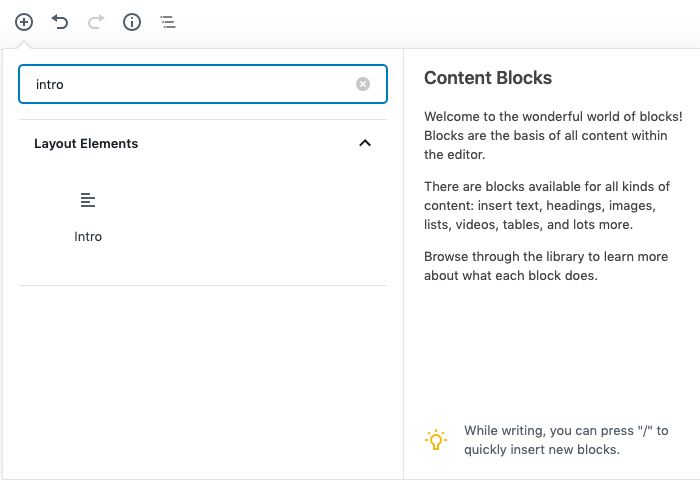 intro
Layout Elements
Intro
Content Blocks
Welcome to the wonderful world of blocks!
Blocks are the basis of all content within
the editor.
There are blocks available for all kinds of
content: insert text, headings, images,
lists, videos, tables, and lots more.
Browse through the library to learn more
about what each block does.
While writing, you can press "/" to
quickly insert new blocks.